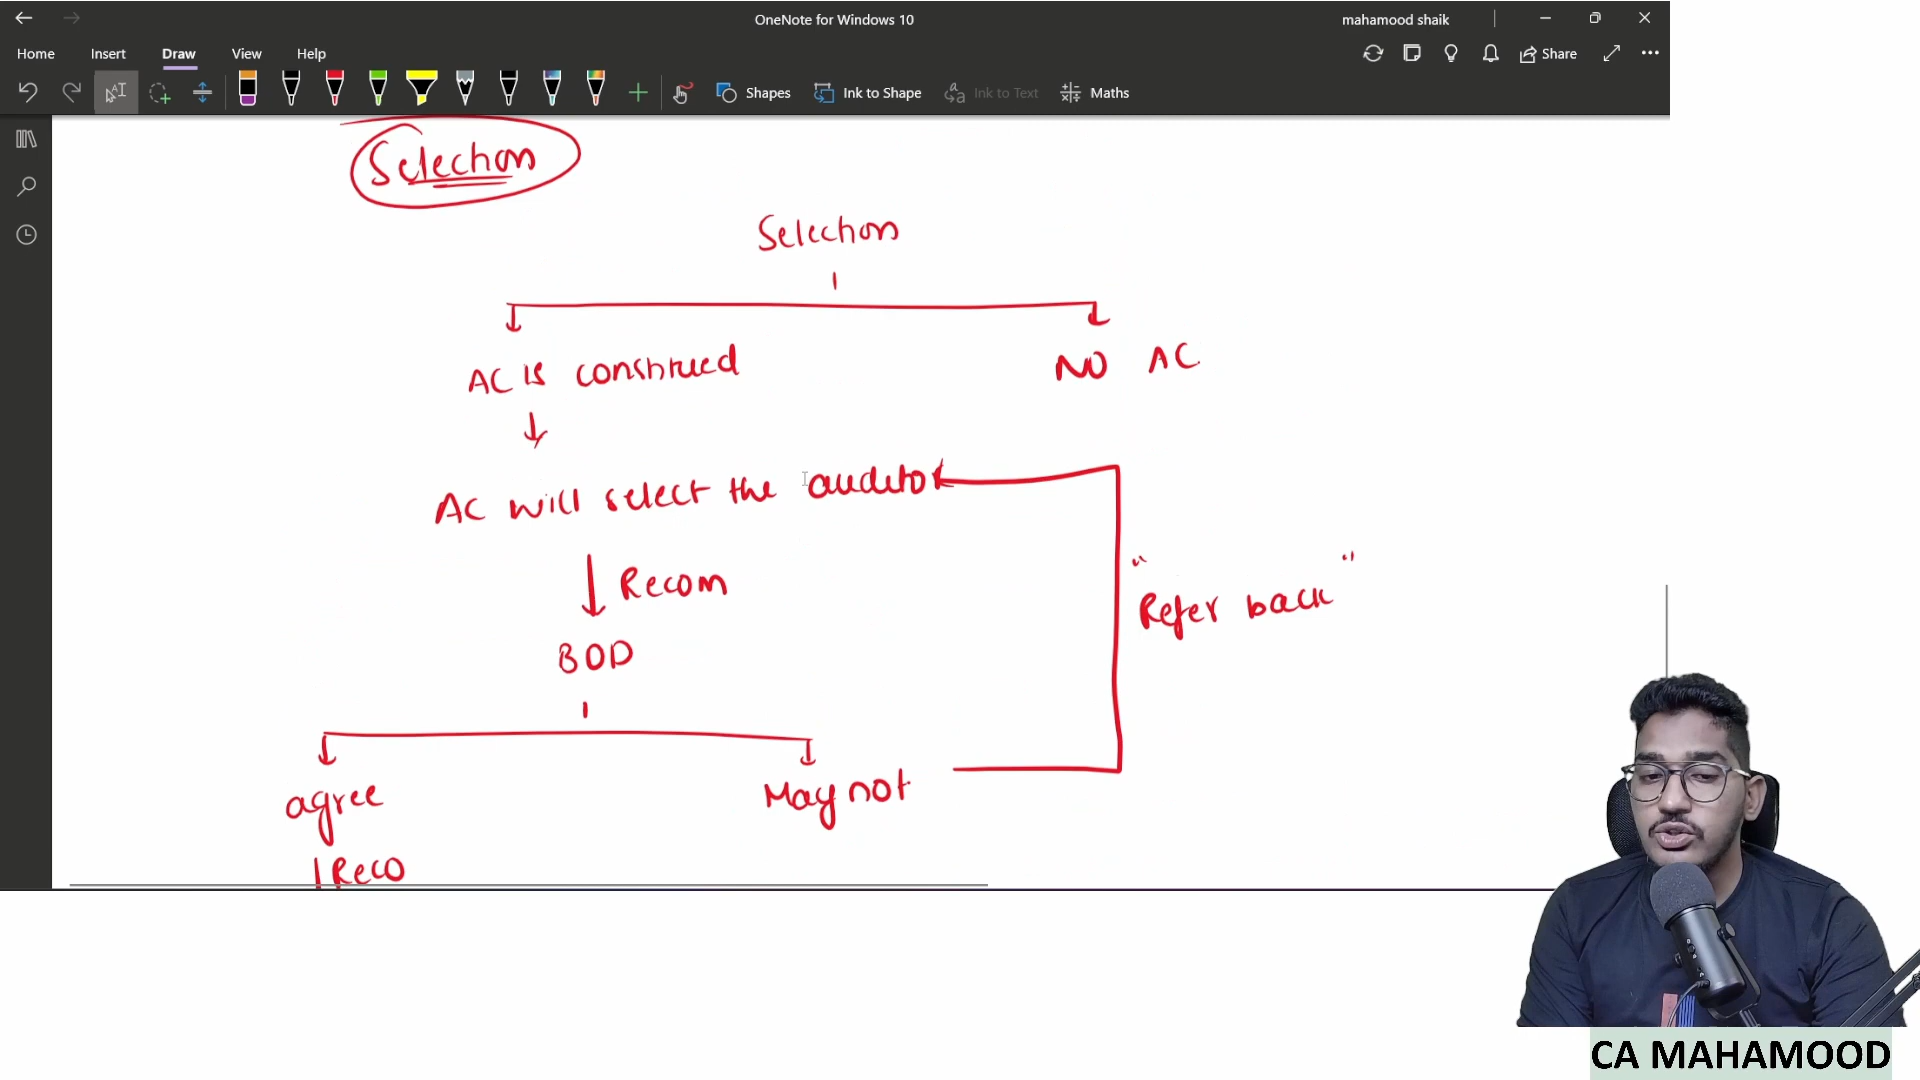 OneNote for Windows 10
mahamood shaik
Home Insert Draw View Help
Share
Shapes Ink to Shape Ink to Text Maths
Selection
Selection
AC is constitued
NO AC
AC will select the auditor
Recom
"Refer back"
BOD
agree
May not
Reco
CA MAHAMOOD